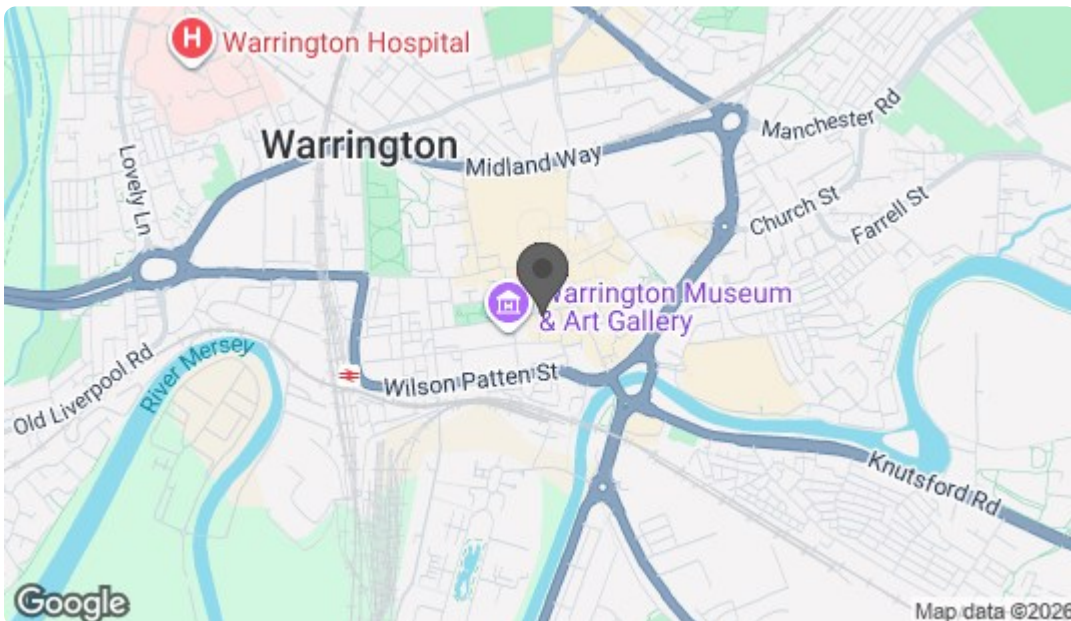 Warrington Hospital
Warrington
Midland Way
Manchester Rd
Lovely Ln
Church St
Farrell St
Warrington Museum
& Art Gallery
River Mersey
Wilson Patten St
Old Liverpool Rd
Knutsford Rd
Google
Map data ©2026